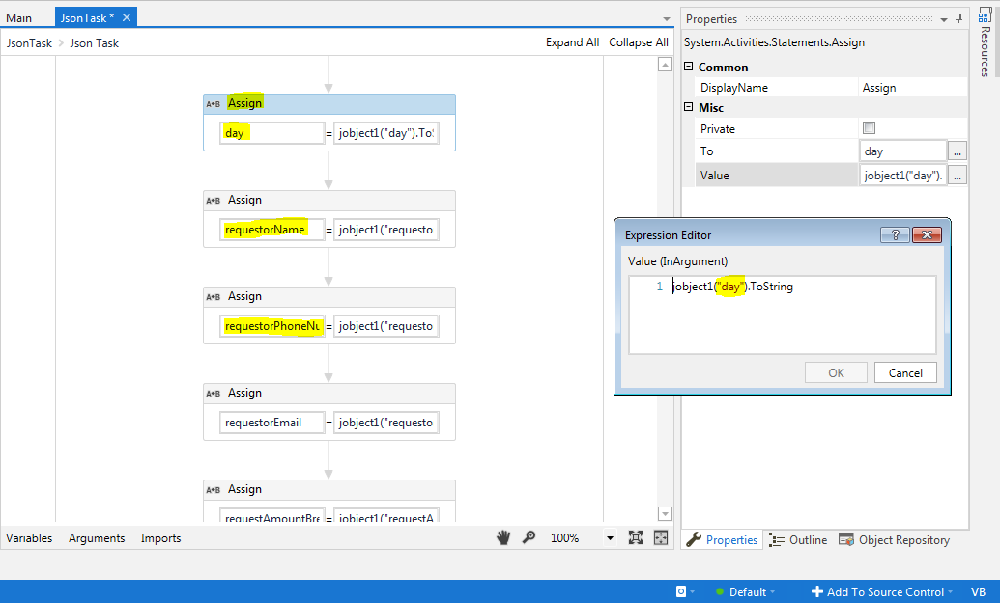 Main
JsonTask *
JsonTask > Json Task
Expand All Collapse All
A+B Assign
day = jobject1("day").ToS
A+B Assign
requestorName = jobject1("requesto
A+B Assign
requestorPhoneNu = jobject1("requesto
A+B Assign
requestorEmail = jobject1("requesto
A+B Assign
requestAmountBre = jobject1("requestA
Variables Arguments Imports
100%
Properties
System.Activities.Statements.Assign
Common
DisplayName Assign
Misc
Private
To day ...
Value jobject1("day"). ...
Expression Editor
?
Value (InArgument)
1 jobject1("day").ToString
OK Cancel
Properties Outline Object Repository
Resources
Default Add To Source Control VB